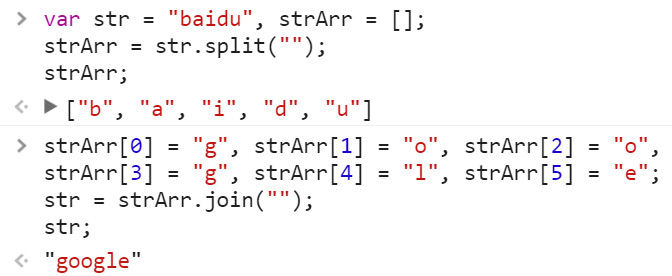 var str = "baidu", strArr = [];
strArr = str.split("");
strArr;
["b", "a", "i", "d", "u"]
strArr[0] = "g", strArr[1] = "o", strArr[2] = "o",
strArr[3] = "g", strArr[4] = "l", strArr[5] = "e";
str = strArr.join("");
str;
"google"